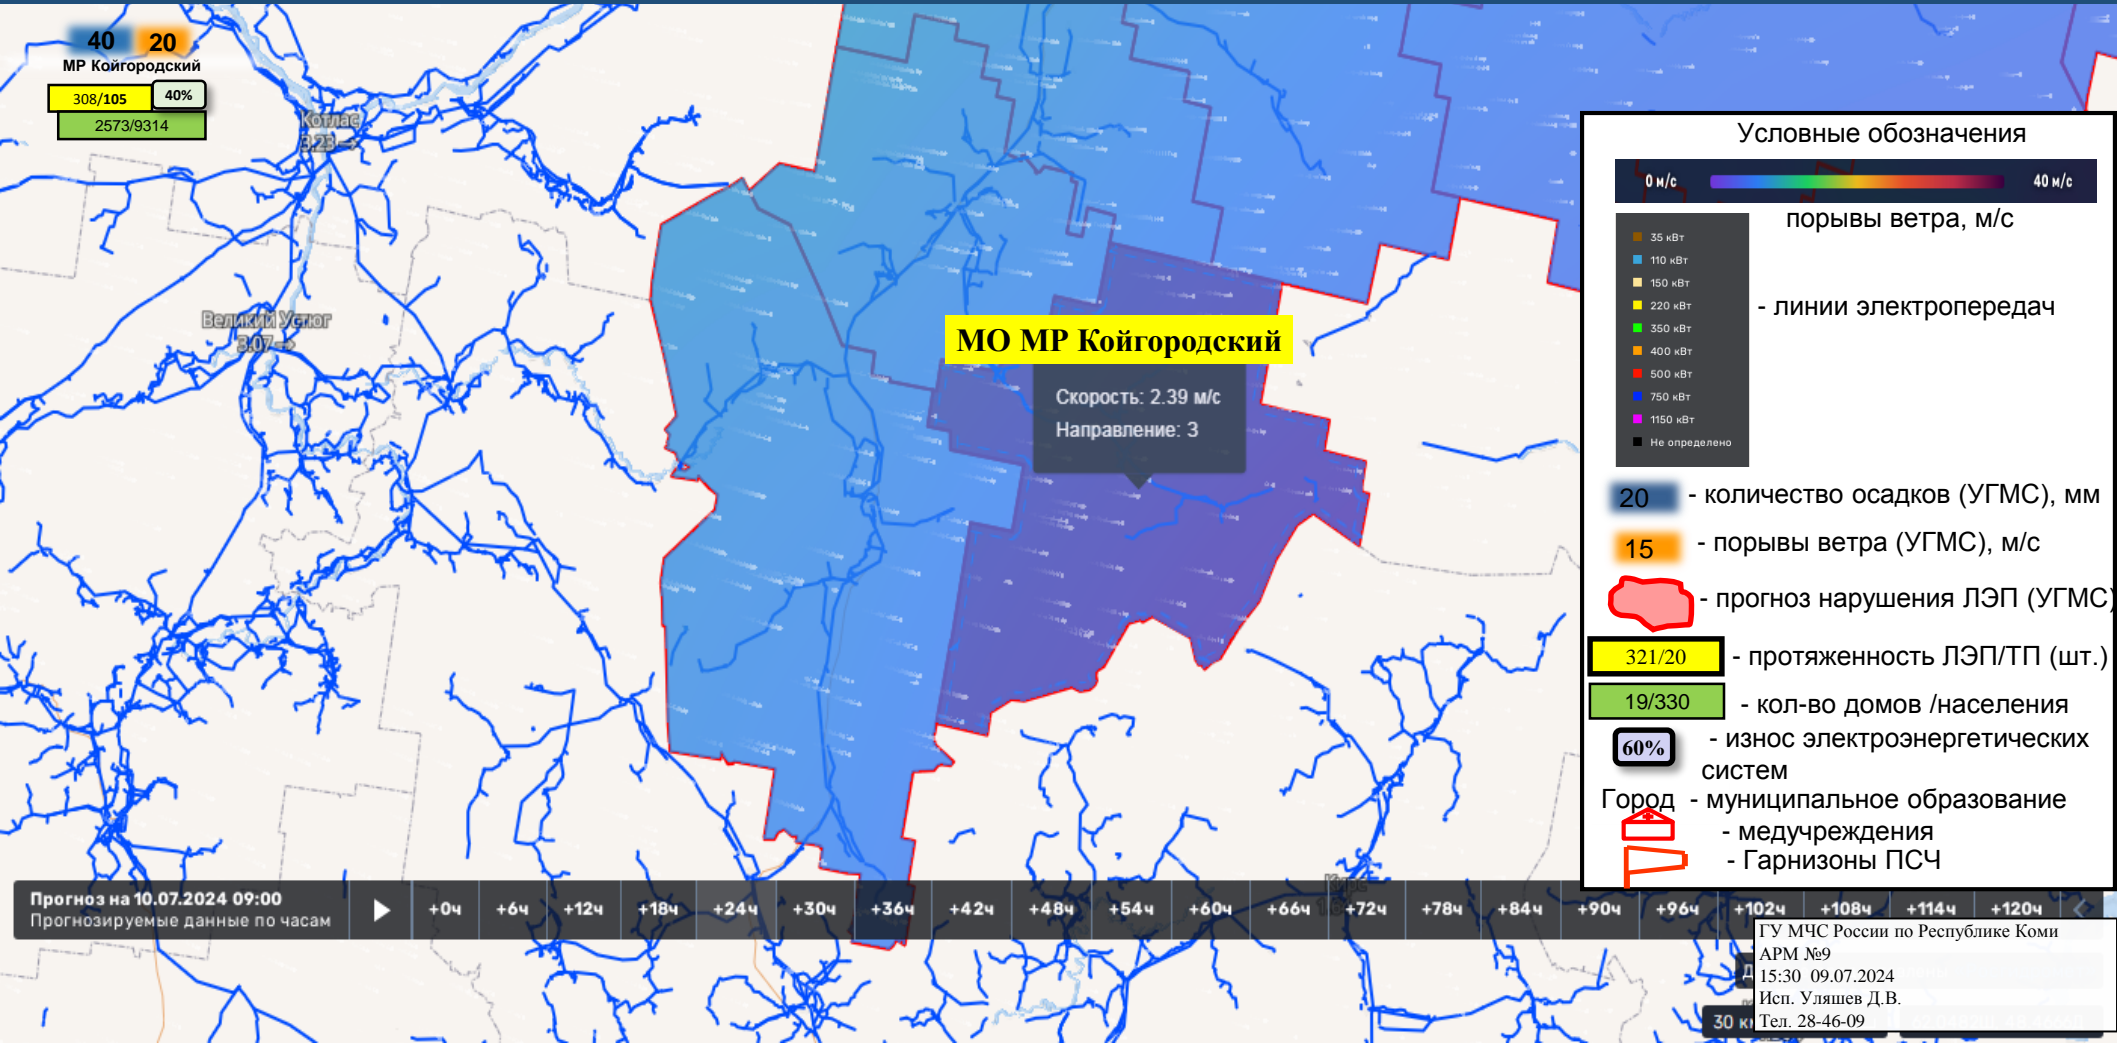 40 20
МР Койгородский
308/105 40%
2573/9314
Котлас
3.23 →
Великий Устюг
3.07 →
МО МР Койгородский
Скорость: 2.39 м/с
Направление: З
Условные обозначения
0 м/с 40 м/с
порывы ветра, м/с
35 кВт
110 кВт
150 кВт
220 кВт
350 кВт
400 кВт
500 кВт
750 кВт
1150 кВт
Не определено
- линии электропередач
20 - количество осадков (УГМС), мм
15 - порывы ветра (УГМС), м/с
- прогноз нарушения ЛЭП (УГМС)
321/20 - протяженность ЛЭП/ТП (шт.)
19/330 - кол-во домов /населения
60% - износ электроэнергетических
систем
Город - муниципальное образование
- медучреждения
- Гарнизоны ПСЧ
Кирс
Прогноз на 10.07.2024 09:00
Прогнозируемые данные по часам
+0ч +6ч +12ч +18ч +24ч +30ч +36ч +42ч +48ч +54ч +60ч +66ч +72ч +78ч +84ч +90ч +96ч +102ч +108ч +114ч +120ч
ГУ МЧС России по Республике Коми
АРМ №9
15:30 09.07.2024
Исп. Уляшев Д.В.
Тел. 28-46-09
30 км